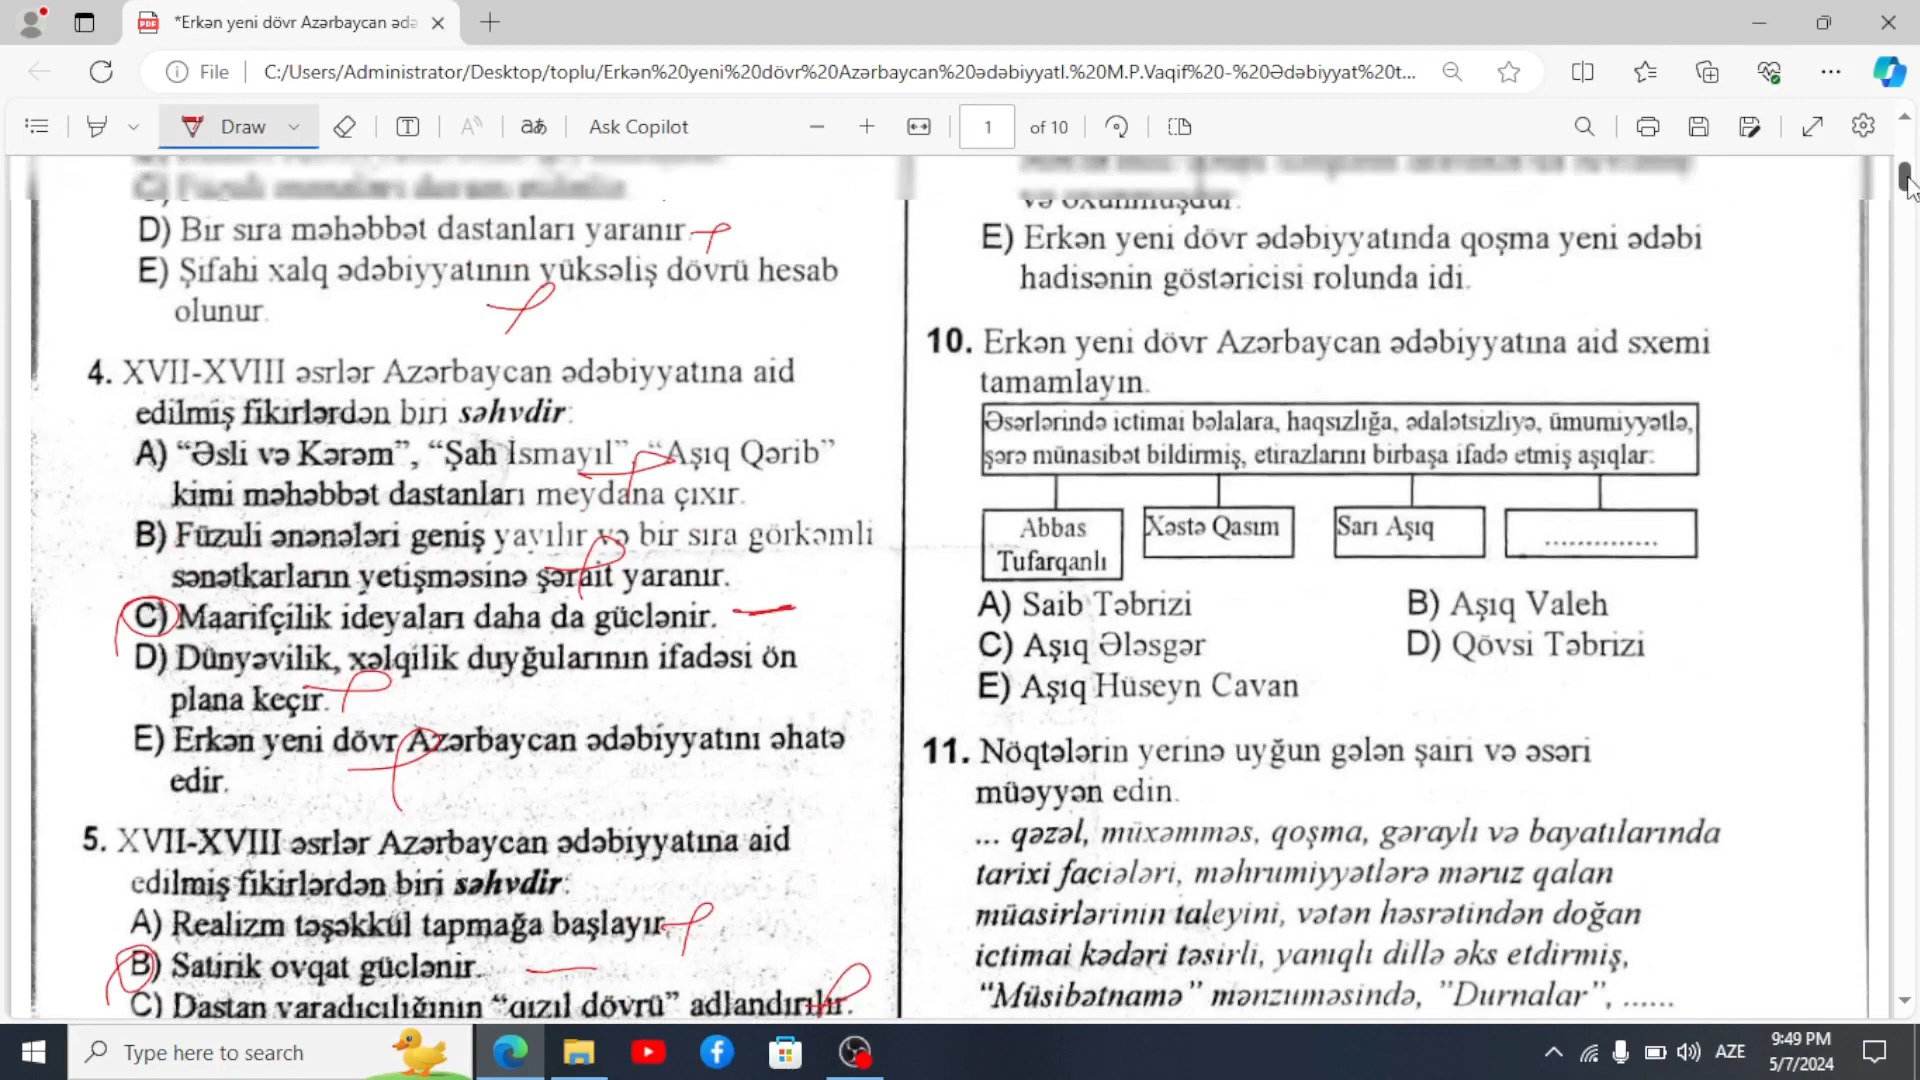 *Erkən yeni dövr Azərbaycan ədə
File
C:/Users/Administrator/Desktop/toplu/Erkən%20yeni%20dövr%20Azərbaycan%20ədəbiyyatI.%20M.P.Vaqif%20-%20Ədəbiyyat%20t...
Draw
Ask Copilot
1 of 10
D) Bir sıra məhəbbət dastanları yaranır.
E) Şifahi xalq ədəbiyyatının yüksəliş dövrü hesab
olunur.
4. XVII-XVIII əsrlər Azərbaycan ədəbiyyatına aid
edilmiş fikirlərdən biri səhvdir:
A) “Əsli və Kərəm”, “Şah İsmayıl”, “Aşıq Qərib”
kimi məhəbbət dastanları meydana çıxır.
B) Füzuli ənənələri geniş yayılır və bir sıra görkəmli
sənətkarların yetişməsinə şərait yaranır.
C) Maarifçilik ideyaları daha da güclənir.
D) Dünyəvilik, xəlqilik duyğularının ifadəsi ön
plana keçir.
E) Erkən yeni dövr Azərbaycan ədəbiyyatını əhatə
edir.
5. XVII-XVIII əsrlər Azərbaycan ədəbiyyatına aid
edilmiş fikirlərdən biri səhvdir:
A) Realizm təşəkkül tapmağa başlayır.
B) Satirik ovqat güclənir.
C) Dastan yaradıcılığının “qızıl dövrü” adlandırılır.
və oxunmuşdur.
E) Erkən yeni dövr ədəbiyyatında qoşma yeni ədəbi
hadisənin göstəricisi rolunda idi.
10. Erkən yeni dövr Azərbaycan ədəbiyyatına aid sxemi
tamamlayın.
Əsərlərində ictimai bəlalara, haqsızlığa, ədalətsizliyə, ümumiyyətlə,
şərə münasibət bildirmiş, etirazlarını birbaşa ifadə etmiş aşıqlar:
Abbas
Tufarqanlı
Xəstə Qasım
Sarı Aşıq
..............
A) Saib Təbrizi B) Aşıq Valeh
C) Aşıq Ələsgər D) Qövsi Təbrizi
E) Aşıq Hüseyn Cavan
11. Nöqtələrin yerinə uyğun gələn şairi və əsəri
müəyyən edin.
... qəzəl, müxəmməs, qoşma, gəraylı və bayatılarında
tarixi faciələri, məhrumiyyətlərə məruz qalan
müasirlərinin taleyini, vətən həsrətindən doğan
ictimai kədəri təsirli, yanıqlı dillə əks etdirmiş,
“Müsibətnamə” mənzuməsində, ”Durnalar”, ......
Type here to search
AZE
9:49 PM
5/7/2024